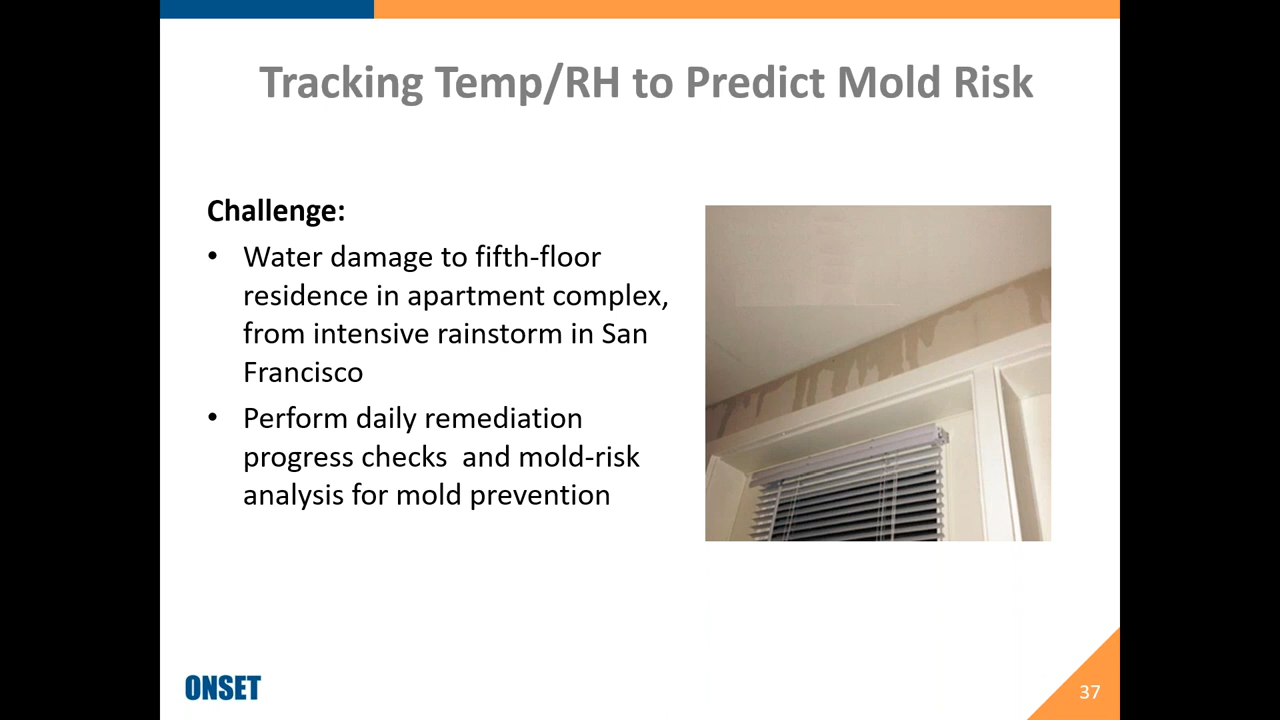 Tracking Temp/RH to Predict Mold Risk
Challenge:
• Water damage to fifth-floor
residence in apartment complex,
from intensive rainstorm in San
Francisco
• Perform daily remediation
progress checks  and mold-risk
analysis for mold prevention
ONSET
37